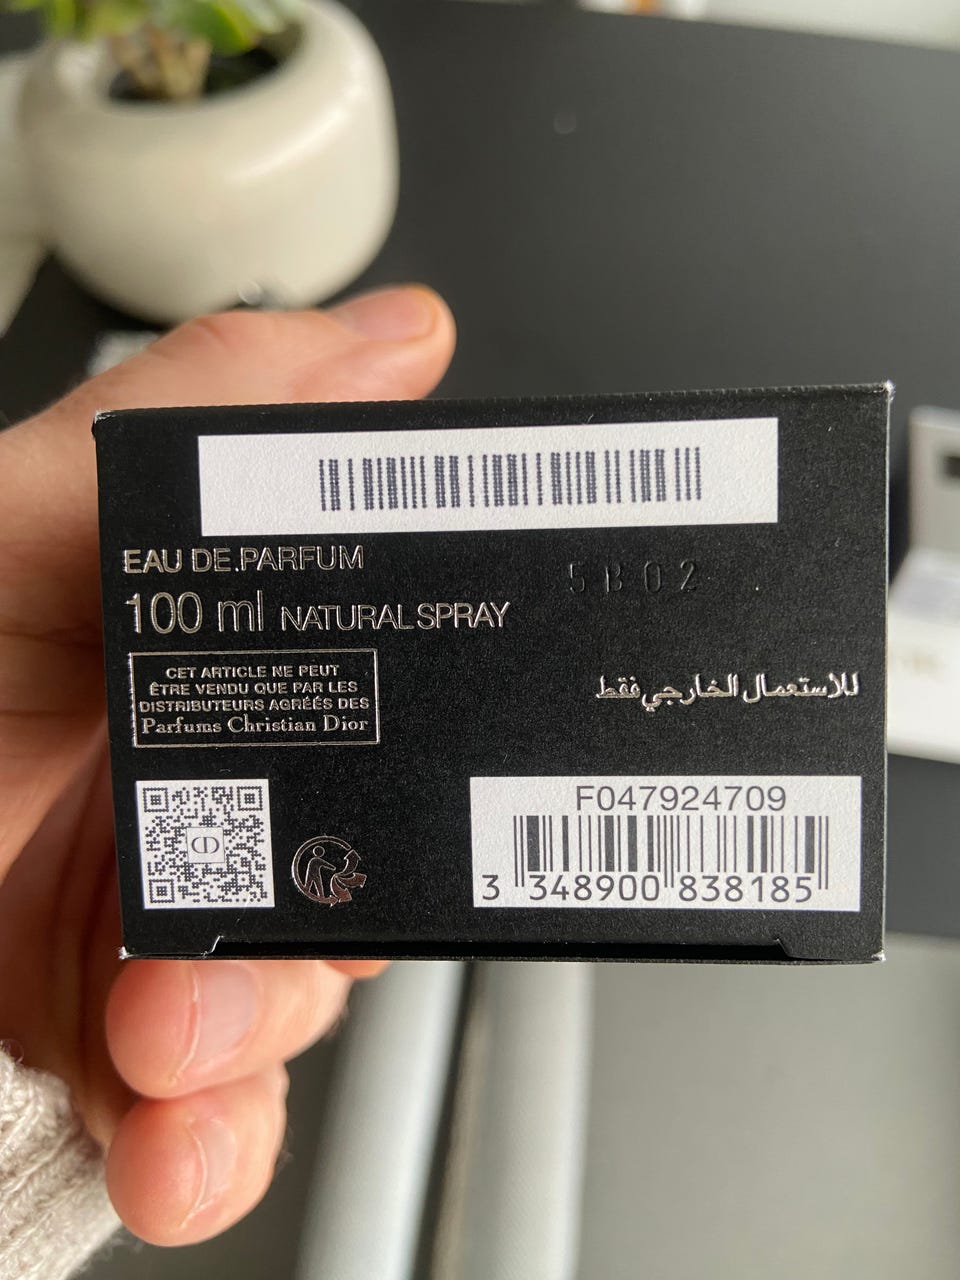 EAU DE PARFUM
5B02
100 ml NATURAL SPRAY
CET ARTICLE NE PEUT
ÊTRE VENDU QUE PAR LES
DISTRIBUTEURS AGRÉÉS DES
Parfums Christian Dior
للاستعمال الخارجي فقط
CD
F047924709
3 348900 838185